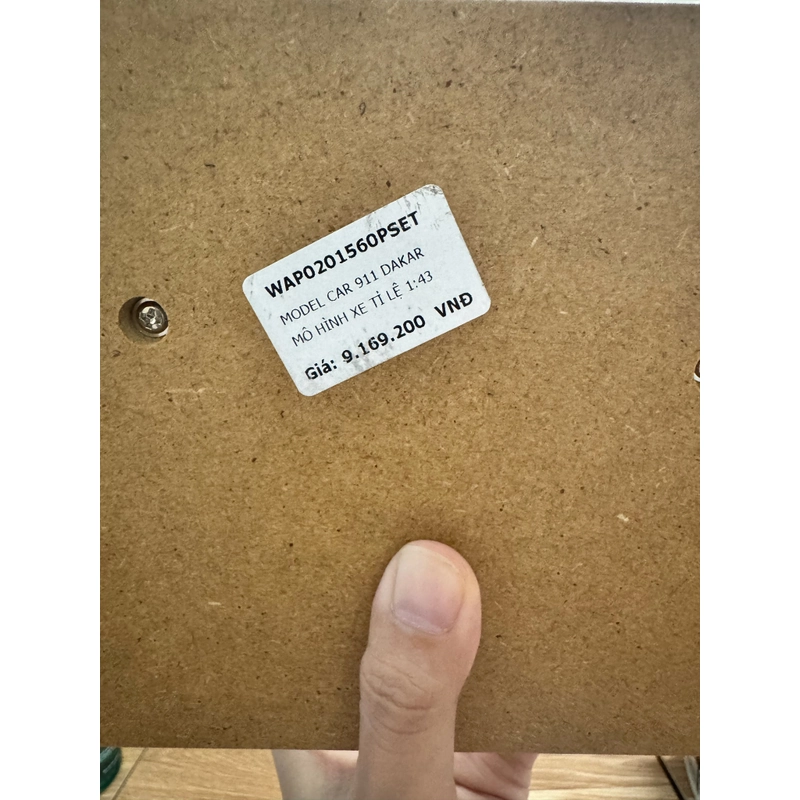 WAP0201560PSET
MODEL CAR 911 DAKAR
MÔ HÌNH XE TỈ LỆ 1:43
Giá: 9.169.200 VNĐ